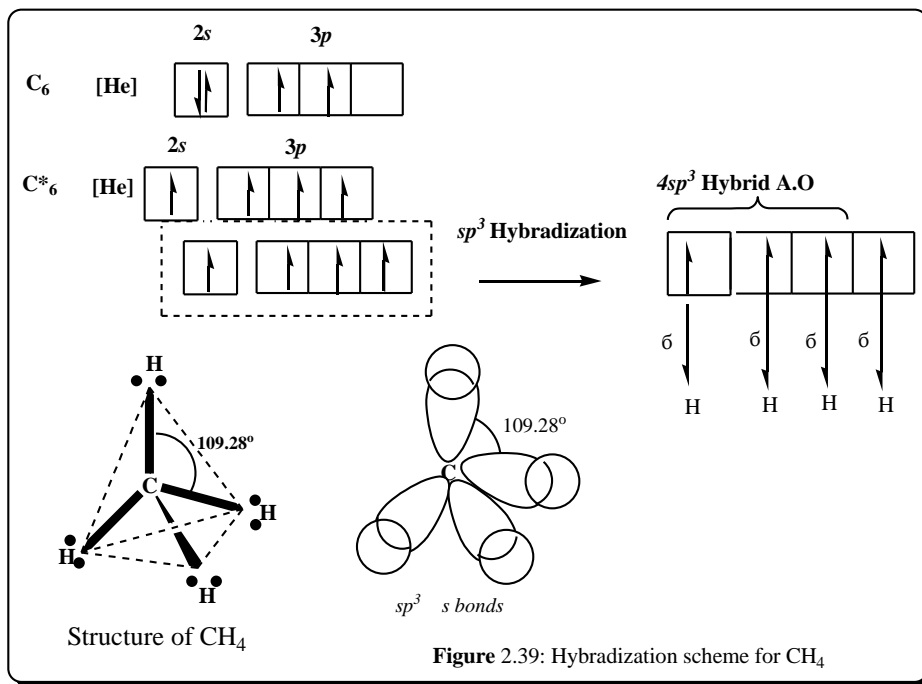 2s 3p
C6 [He]
2s 3p
C*6 [He]
4sp3 Hybrid A.O
sp3 Hybradization
б б б б
H H H H
H
109.28o
C
H
H
H
Structure of CH4
109.28o
C
sp3 s bonds
Figure 2.39: Hybradization scheme for CH4